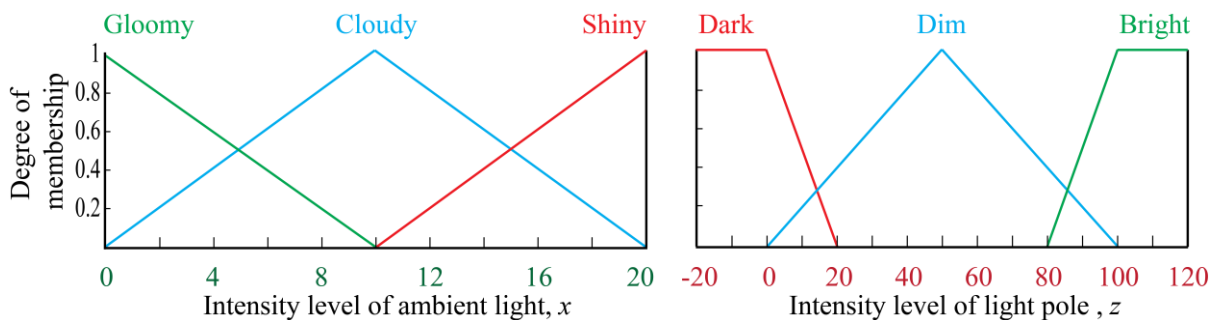 Gloomy Cloudy Shiny
Degree of membership
1
0.8
0.6
0.4
0.2
0 4 8 12 16 20
Intensity level of ambient light, x
Dark Dim Bright
-20 0 20 40 60 80 100 120
Intensity level of light pole , z